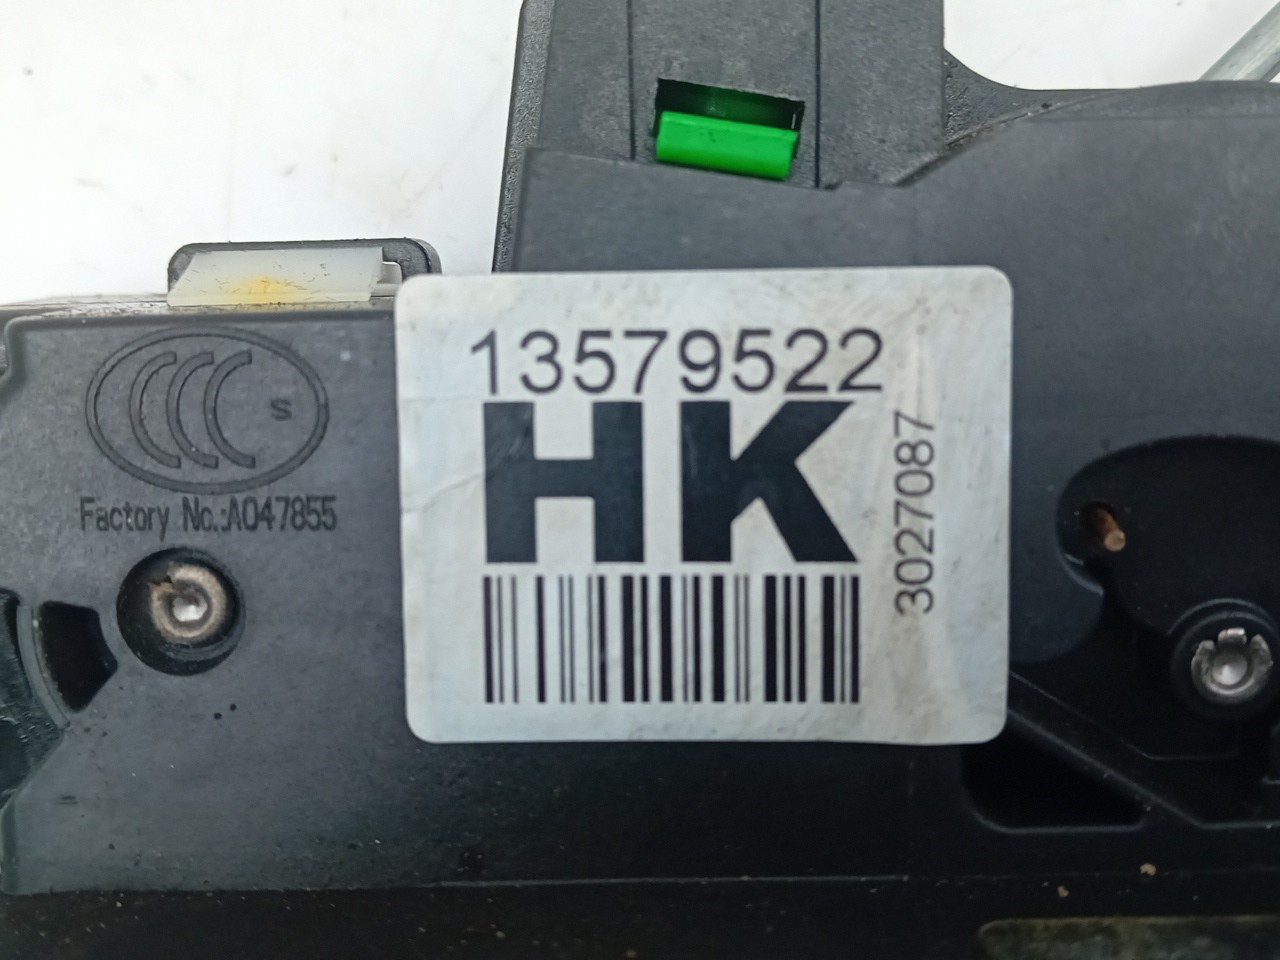 13579522
HK
3027087
CCC S
Factory No.:A047855